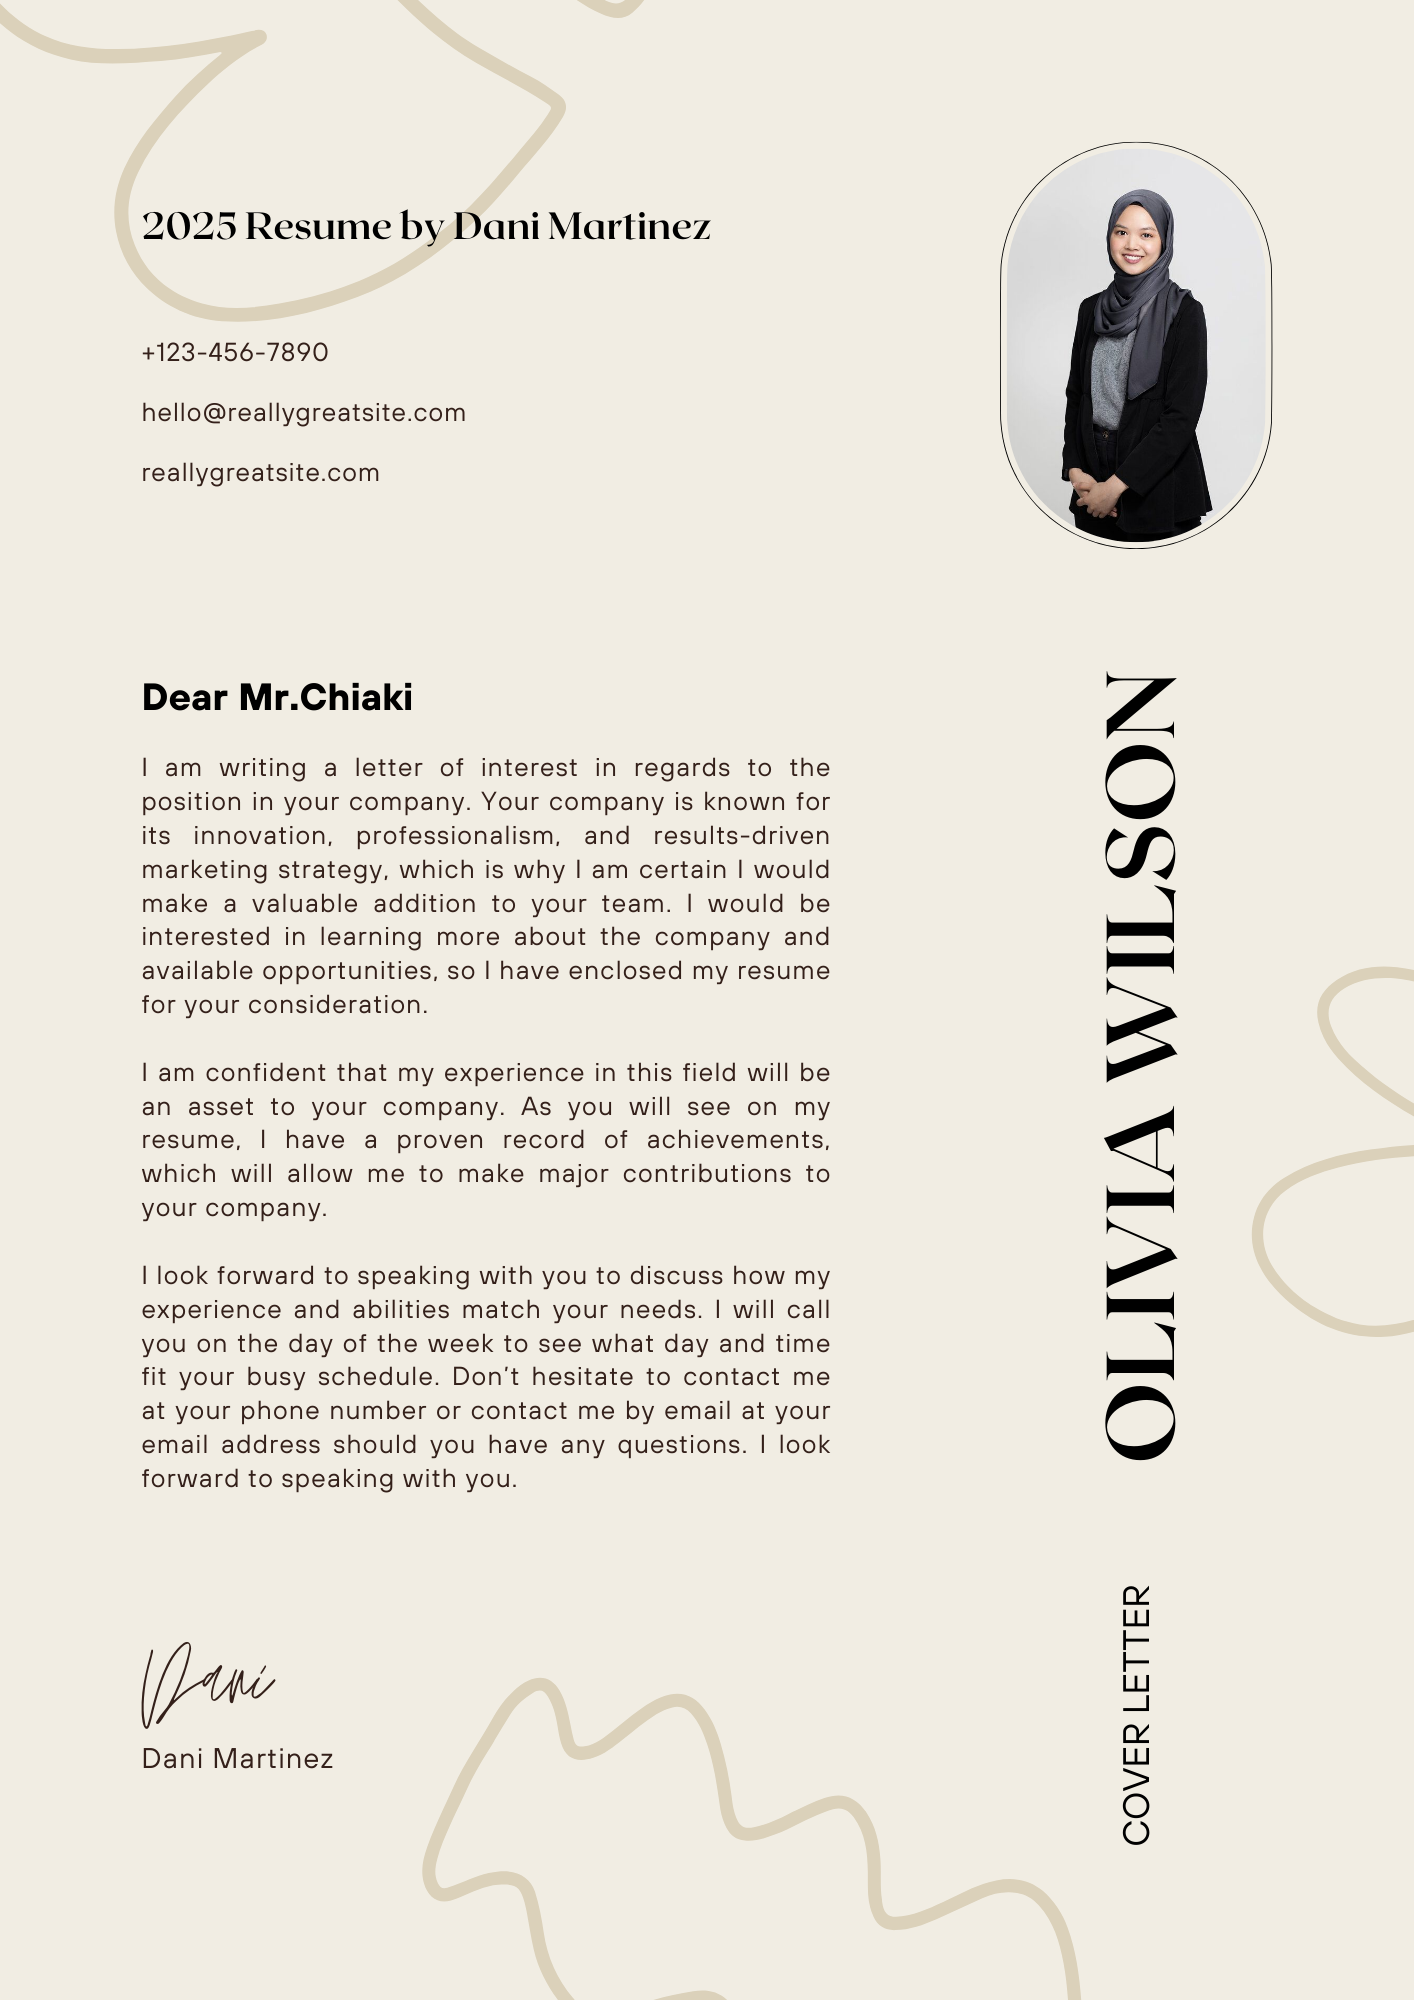 2025 Resume by Dani Martinez
+123-456-7890
hello@reallygreatsite.com
reallygreatsite.com
Dear Mr.Chiaki
I am writing a letter of interest in regards to the
position in your company. Your company is known for
its innovation, professionalism, and results-driven
marketing strategy, which is why I am certain I would
make a valuable addition to your team. I would be
interested in learning more about the company and
available opportunities, so I have enclosed my resume
for your consideration.
I am confident that my experience in this field will be
an asset to your company. As you will see on my
resume, I have a proven record of achievements,
which will allow me to make major contributions to
your company.
I look forward to speaking with you to discuss how my
experience and abilities match your needs. I will call
you on the day of the week to see what day and time
fit your busy schedule. Don't hesitate to contact me
at your phone number or contact me by email at your
email address should you have any questions. I look
forward to speaking with you.
Dani
Dani Martinez
OLIVIA WILSON
COVER LETTER